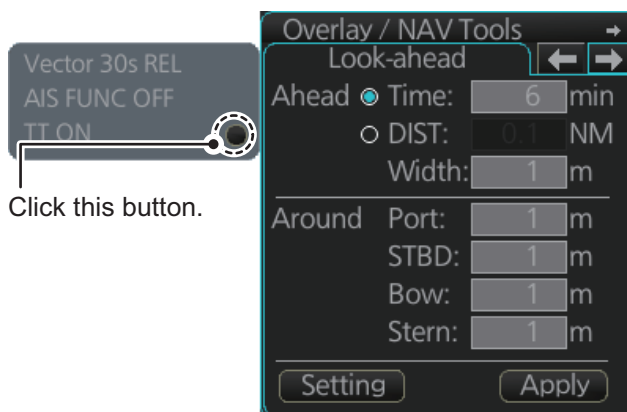 Vector 30s REL
AIS FUNC OFF
TT ON
Click this button.
Overlay / NAV Tools
Look-ahead
Ahead Time: 6 min
DIST: 0.1 NM
Width: 1 m
Around Port: 1 m
STBD: 1 m
Bow: 1 m
Stern: 1 m
Setting Apply